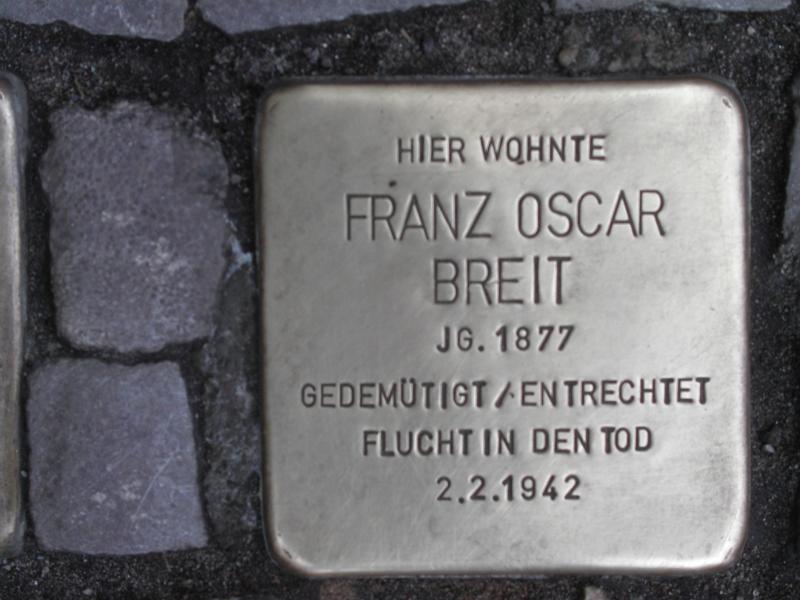 HIER WOHNTE
FRANZ OSCAR
BREIT
JG. 1877
GEDEMÜTIGT / ENTRECHTET
FLUCHT IN DEN TOD
2.2.1942